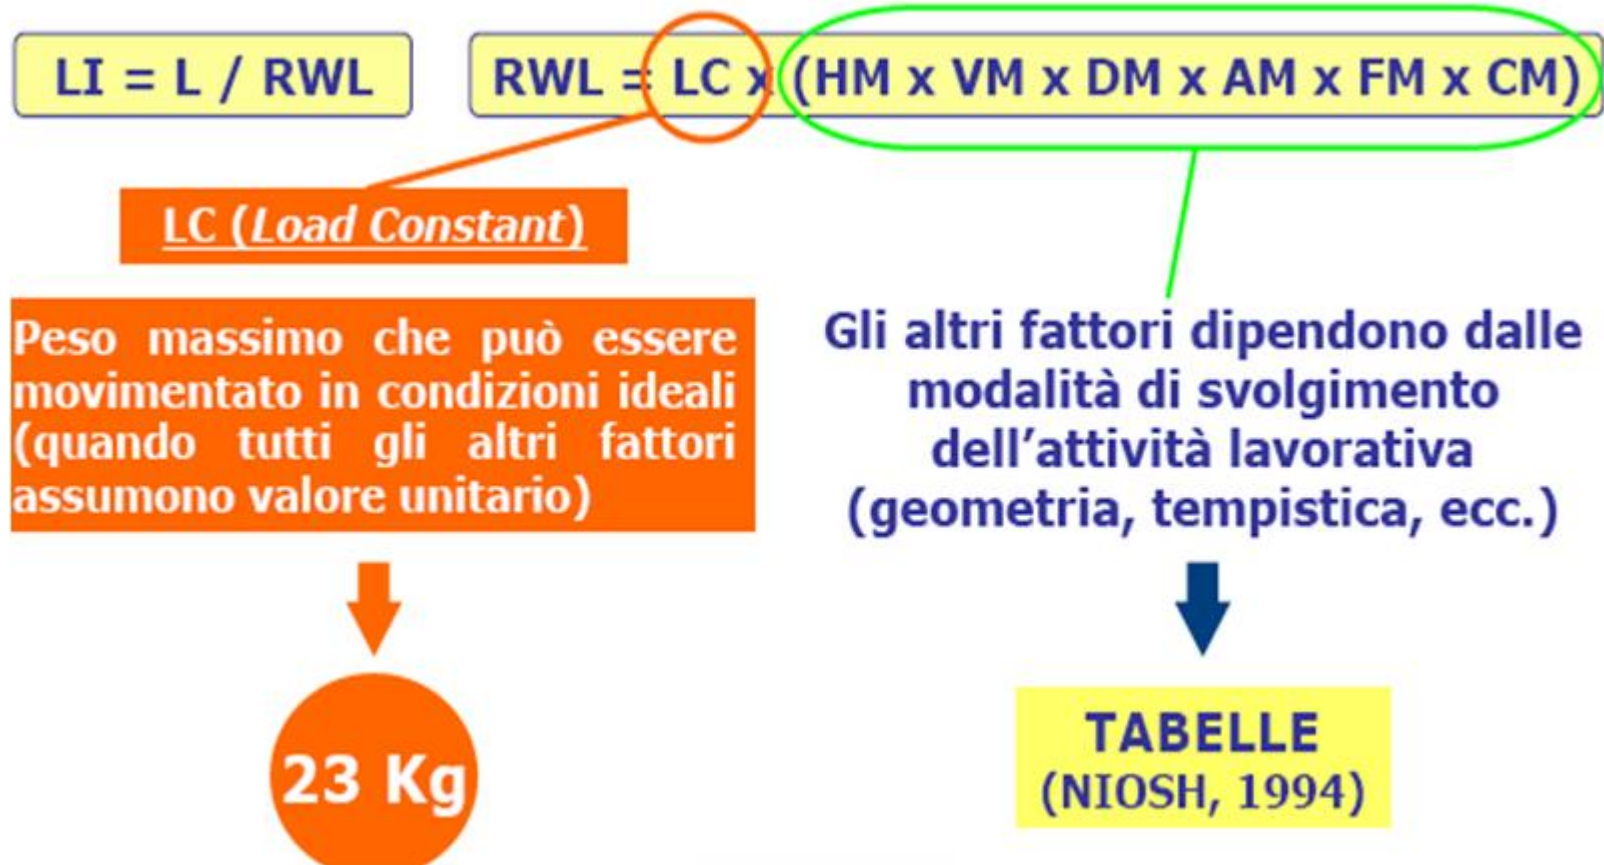 LI = L / RWL
RWL = LC x (HM x VM x DM x AM x FM x CM)
LC (Load Constant)
Peso massimo che può essere
movimentato in condizioni ideali
(quando tutti gli altri fattori
assumono valore unitario)
23 Kg
Gli altri fattori dipendono dalle
modalità di svolgimento
dell’attività lavorativa
(geometria, tempistica, ecc.)
TABELLE
(NIOSH, 1994)